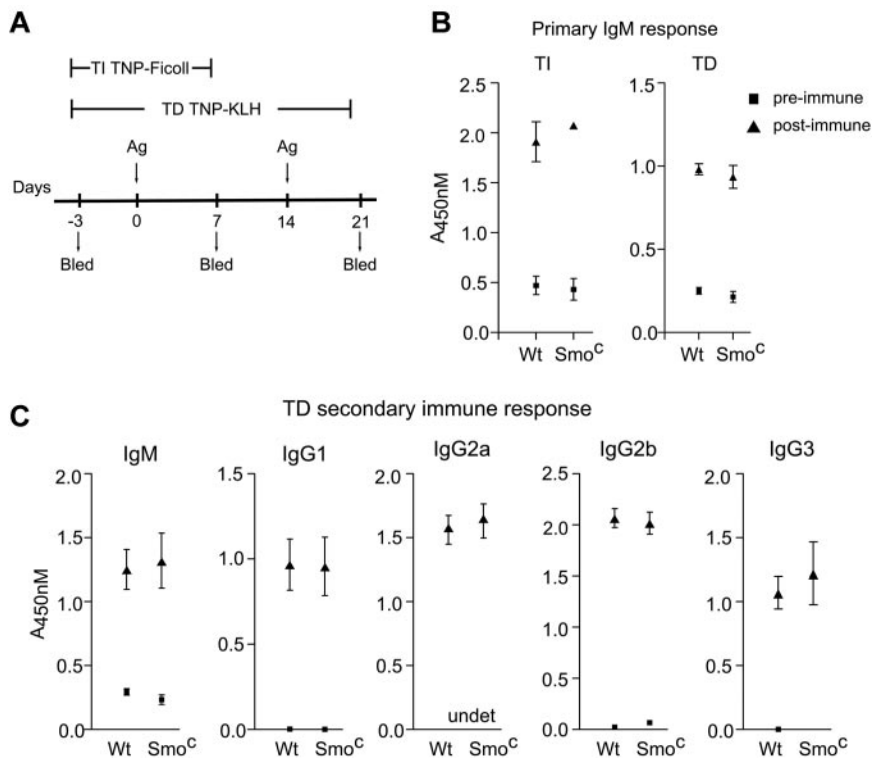 A
TI TNP-Ficoll
TD TNP-KLH
Ag Ag
Days
-3 0 7 14 21
Bled Bled Bled
B
Primary IgM response
TI TD
pre-immune
post-immune
A450nM
2.5
2.0
1.5
1.0
0.5
0.0
Wt Smoc
1.5
1.0
0.5
0.0
Wt Smoc
C
TD secondary immune response
IgM
A450nM
2.0
1.5
1.0
0.5
0.0
Wt Smoc
IgG1
1.5
1.0
0.5
0.0
Wt Smoc
IgG2a
2.0
1.5
1.0
0.5
0.0
undet
Wt Smoc
IgG2b
2.5
2.0
1.5
1.0
0.5
0.0
Wt Smoc
IgG3
2.0
1.5
1.0
0.5
0.0
Wt Smoc